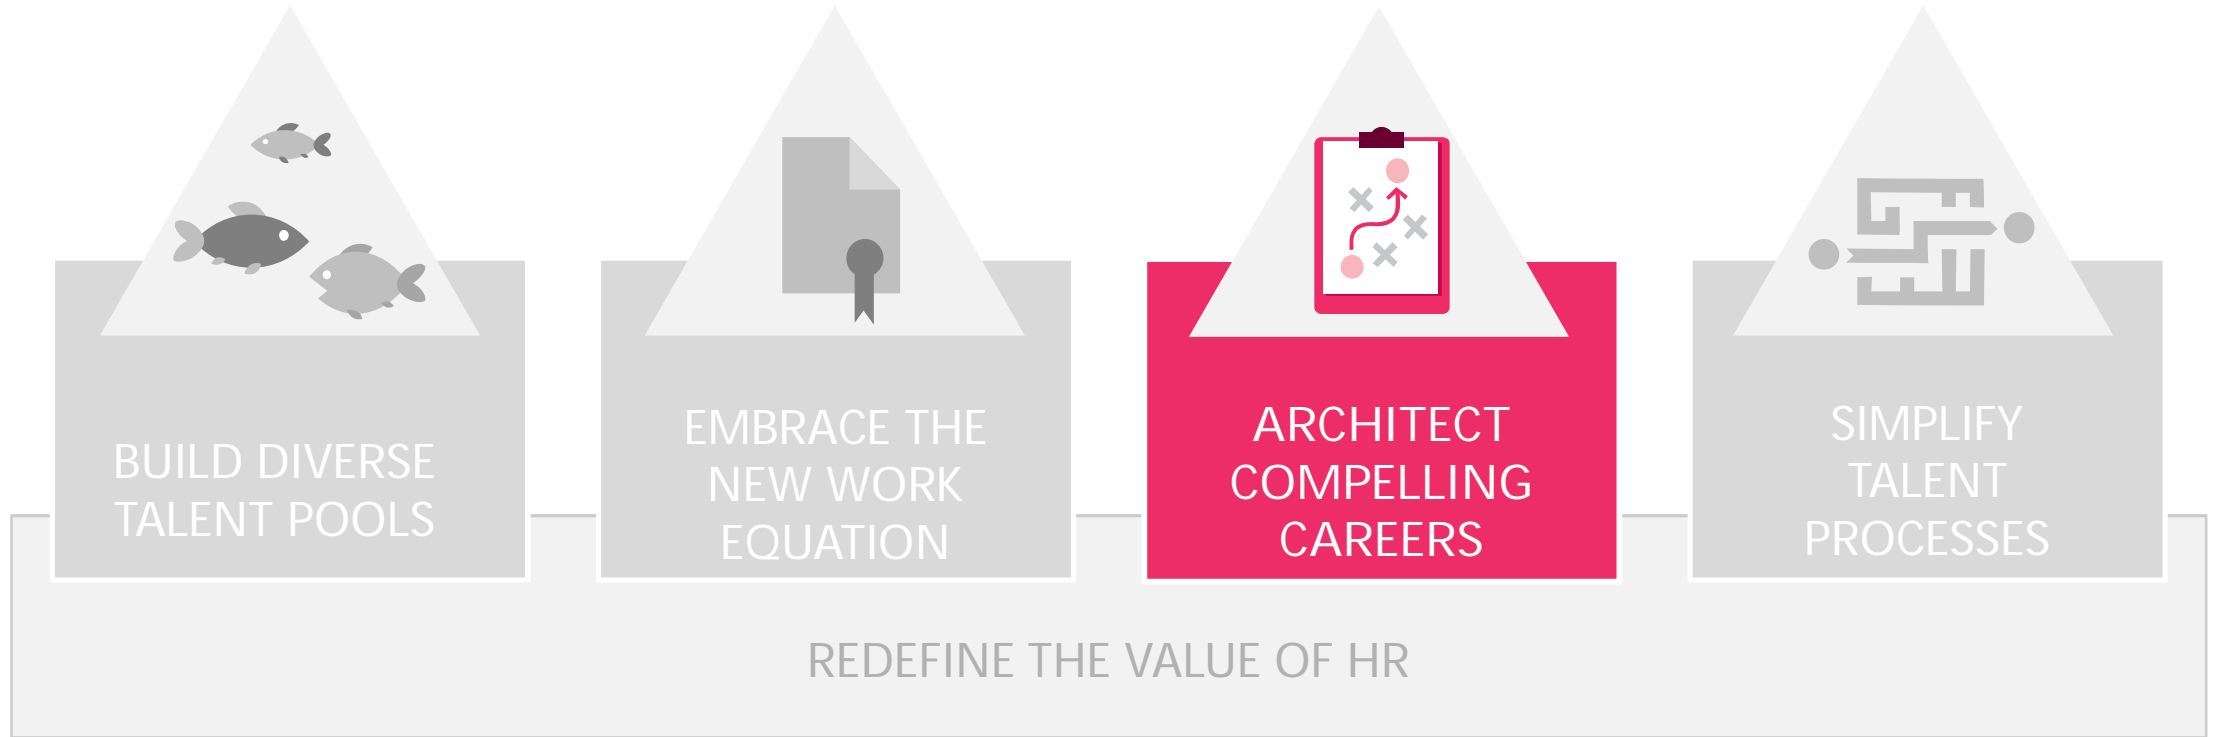 BUILD DIVERSE
TALENT POOLS
EMBRACE THE
NEW WORK
EQUATION
ARCHITECT
COMPELLING
CAREERS
SIMPLIFY
TALENT
PROCESSES
REDEFINE THE VALUE OF HR